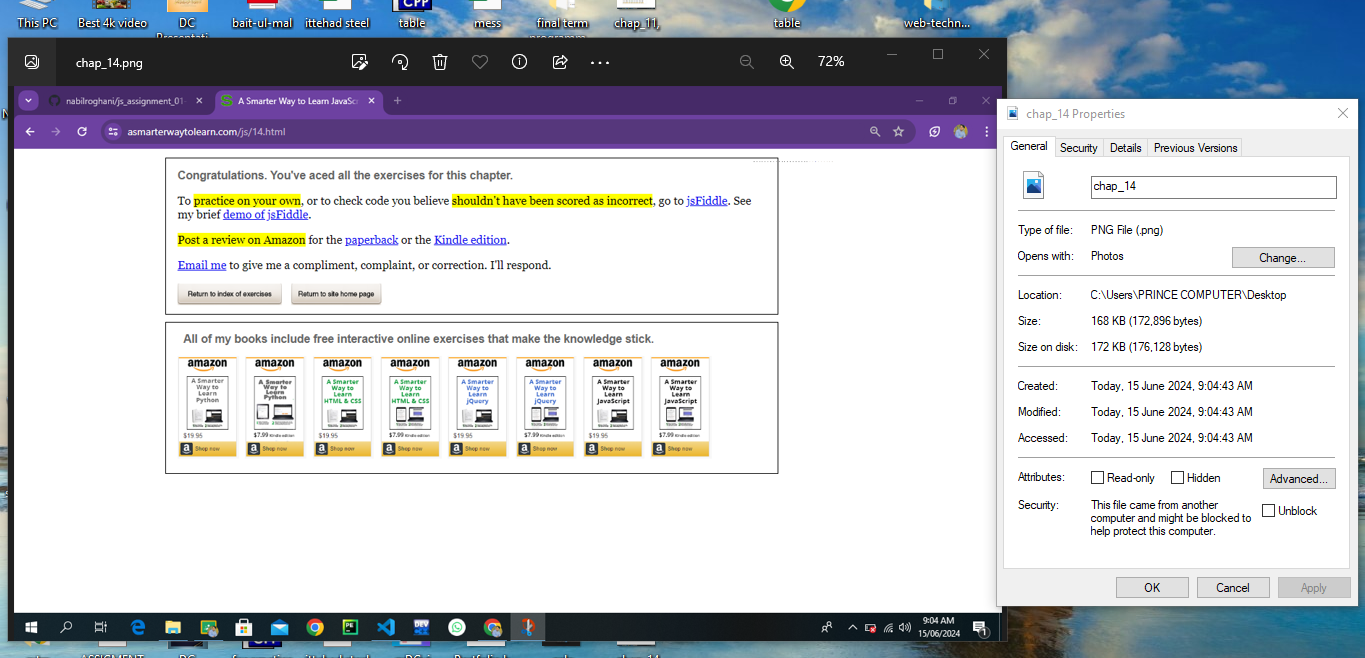 This PC
Best 4k video
DC
bait-ul-mal
ittehad steel
table
mess
final term
chap_11,
table
web-techn...
CPP
chap_14.png
72%
nabilroghani/js_assignment_01-
A Smarter Way to Learn JavaSc
asmarterwaytolearn.com/js/14.html
Congratulations. You've aced all the exercises for this chapter.
To practice on your own, or to check code you believe shouldn't have been scored as incorrect, go to jsFiddle. See
my brief demo of jsFiddle.
Post a review on Amazon for the paperback or the Kindle edition.
Email me to give me a compliment, complaint, or correction. I'll respond.
Return to index of exercises
Return to site home page
All of my books include free interactive online exercises that make the knowledge stick.
amazon
A Smarter
Way to
Learn
Python
$19.95
a Shop now
amazon
A Smarter
Way to
Learn
Python
$7.99 Kindle edition
a Shop now
amazon
A Smarter
Way to
Learn
HTML & CSS
$19.95
a Shop now
amazon
A Smarter
Way to
Learn
HTML & CSS
$7.99 Kindle edition
a Shop now
amazon
A Smarter
Way to
Learn
jQuery
$19.95
a Shop now
amazon
A Smarter
Way to
Learn
jQuery
$7.99 Kindle edition
a Shop now
amazon
A Smarter
Way to
Learn
JavaScript
$19.95
a Shop now
amazon
A Smarter
Way to
Learn
JavaScript
$7.99 Kindle edition
a Shop now
9:04 AM
15/06/2024
1
chap_14 Properties
General
Security
Details
Previous Versions
chap_14
Type of file:
PNG File (.png)
Opens with:
Photos
Change...
Location:
C:\Users\PRINCE COMPUTER\Desktop
Size:
168 KB (172,896 bytes)
Size on disk:
172 KB (176,128 bytes)
Created:
Today, 15 June 2024, 9:04:43 AM
Modified:
Today, 15 June 2024, 9:04:43 AM
Accessed:
Today, 15 June 2024, 9:04:43 AM
Attributes:
Read-only
Hidden
Advanced...
Security:
This file came from another
computer and might be blocked to
help protect this computer.
Unblock
OK
Cancel
Apply